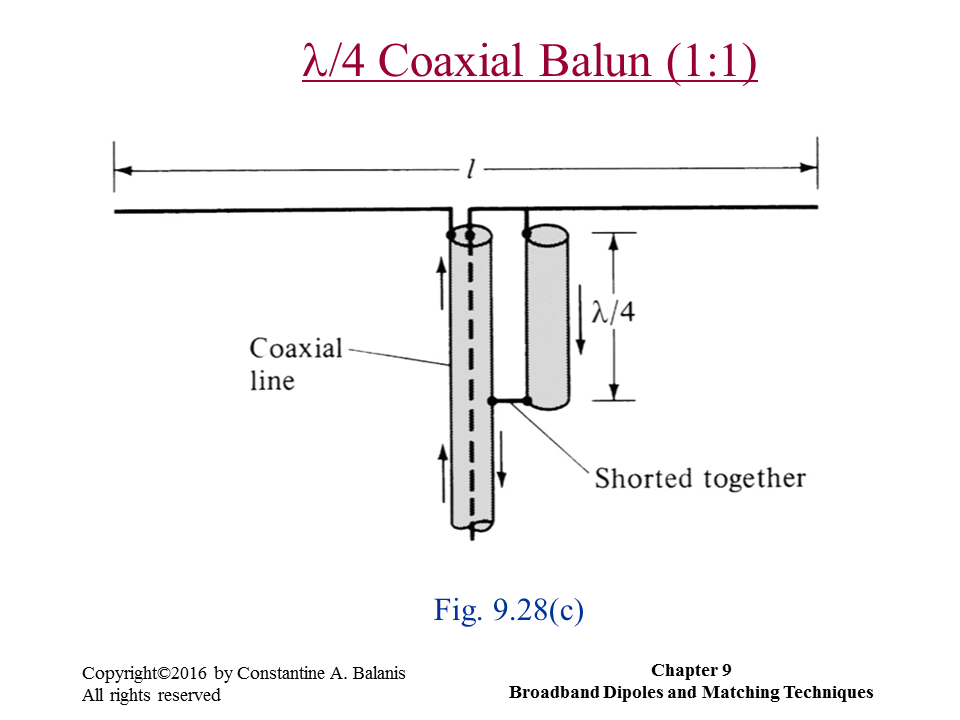 λ/4 Coaxial Balun (1:1)
l
λ/4
Coaxial
line
Shorted together
Fig. 9.28(c)
Copyright©2016 by Constantine A. Balanis
All rights reserved
Chapter 9
Broadband Dipoles and Matching Techniques